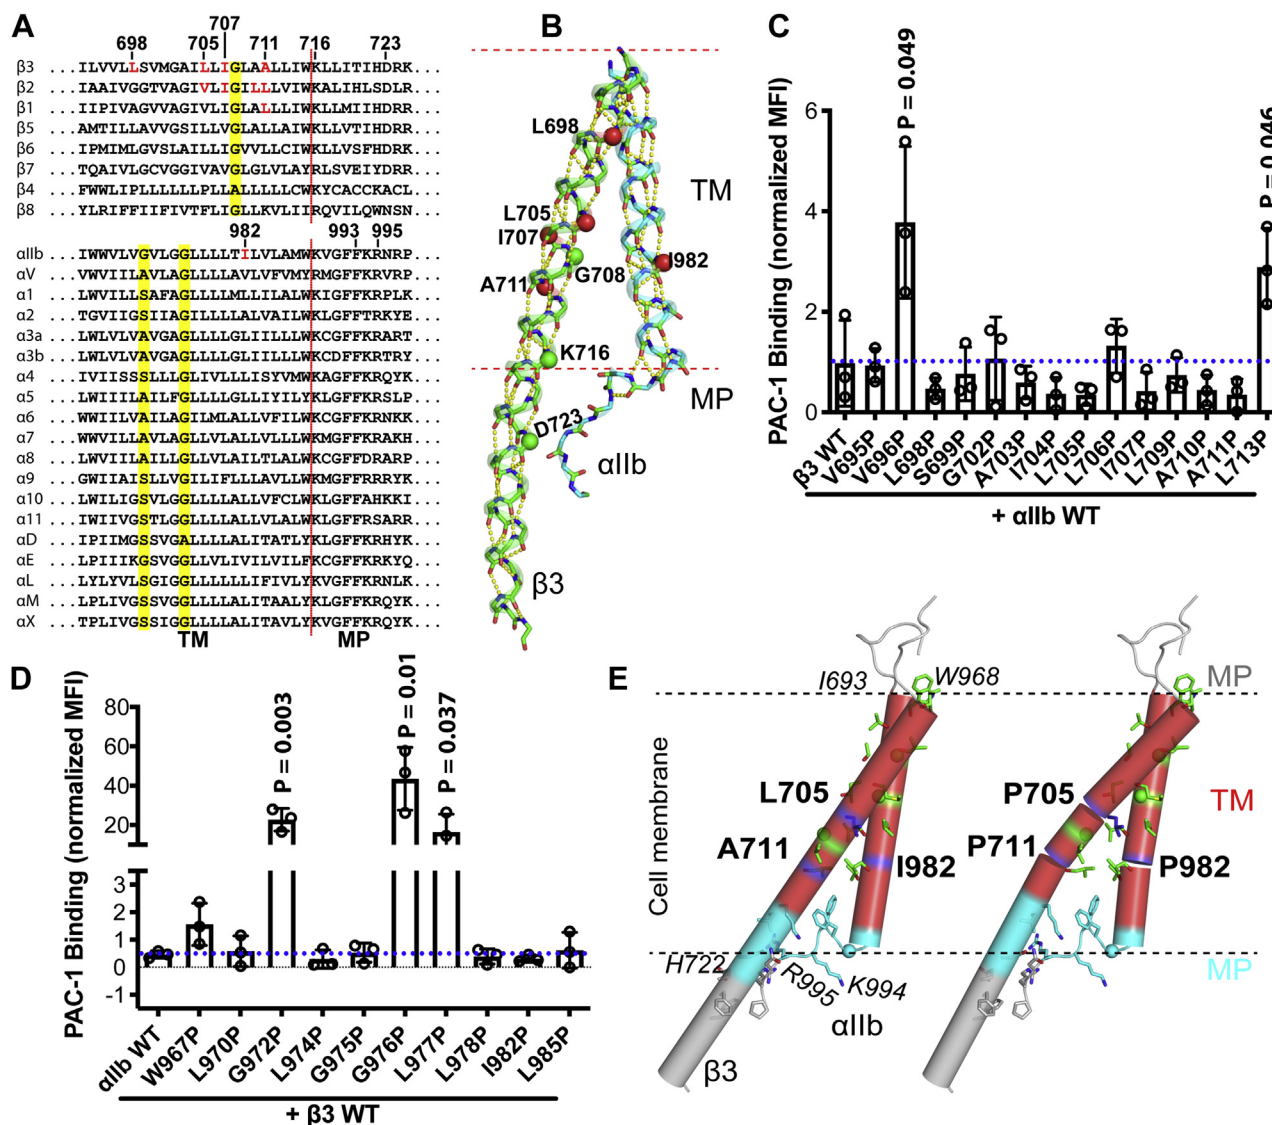 A
707
698 705 711 716 723
β3 ...ILVVLLSVMGAILLIGLAALLIWKLLITIHDRK...
β2 ...IAAIVGGTVAGIVLIGILLLVIWKALIHLSDLR...
β1 ...IIPIVAGVVAGIVLIGLALLLIWKLLMIIHDRR...
β5 ...AMTILLAVVGSILLVGLALLAIWKLLVTIHDRR...
β6 ...IPMIMLGVSLAILLIGVVLLCIWKLLVSFHDRK...
β7 ...TQAIVLGCVGGIVAVGLGLVLAYRLSVEIYDRR...
β4 ...FWWLIPLLLLLLPLLALLLLLCWKYCACCKACL...
β8 ...YLRIFFIIFIVTFLIGLLKVLIIRQVILQWNSN...
982 993 995
αIIb ...IWWVLVGVLGGLLLLTILVLAMWKVGFFKRNRP...
αV ...VWVIILAVLAGLLLLAVLVFVMYRMGFFKRVRP...
α1 ...LWVILLSAFAGLLLLMLLILALWKIGFFKRPLK...
α2 ...TGVIIGSIIAGILLLLALVAILWKLGFFKRKYE...
α3a ...LWLVLVAVGAGLLLLGLIILLLWKCGFFKRART...
α3b ...LWLVLVAVGAGLLLLGLIILLLWKCDFFKRTRY...
α4 ...IVIISSSLLLGLIVLLLISYVMWKAGFFKRQYK...
α5 ...LWIIILAILFGLLLLGLLIYILYKLGFFKRSLP...
α6 ...WWIILVAILAGILMLALLVFILWKCGFFKRNKK...
α7 ...WWVILLAVLAGLLVLALLVLLLWKMGFFKRAKH...
α8 ...LWVIILAILLGLLVLAILTLALWKCGFFDRARP...
α9 ...GWIIAISLLVGILIFLLLAVLLWKMGFFRRRYK...
α10 ...LWILIGSVLGGLLLLALLVFCLWKLGFFAHKKI...
α11 ...IWIIVGSTLGGLLLLALLVLALWKLGFFRSARR...
αD ...IPIIMGSSVGALLLLALITATLYKLGFFKRHYK...
αE ...LPIIIKGSVGGLLVLIVILVILFKCGFFKRKYQ...
αL ...LYLYVLSGIGGLLLLLLIFIVLYKVGFFKRNLK...
αM ...LPLIVGSSVGGLLLLALITAALYKLGFFKRQYK...
αX ...TPLIVGSSIGGLLLLALITAVLYKVGFFKRQYK...
TM MP
B
L698
TM
L705
I707
G708
I982
A711
K716
MP
D723
αIIb
β3
C
PAC-1 Binding (normalized MFI)
6
4
2
0
P = 0.049
P = 0.046
β3 WT
V695P
V696P
L698P
S699P
G702P
A703P
I704P
L705P
L706P
I707P
L709P
A710P
A711P
L713P
+ αIIb WT
D
PAC-1 Binding (normalized MFI)
80
60
40
20
3
2
1
0
-1
P = 0.003
P = 0.01
P = 0.037
αIIb WT
W967P
L970P
G972P
L974P
G975P
G976P
L977P
L978P
I982P
L985P
+ β3 WT
E
I693 W968 MP
Cell membrane
L705 P705 TM
A711 I982 P711 P982
H722 R995 K994 MP
αIIb
β3